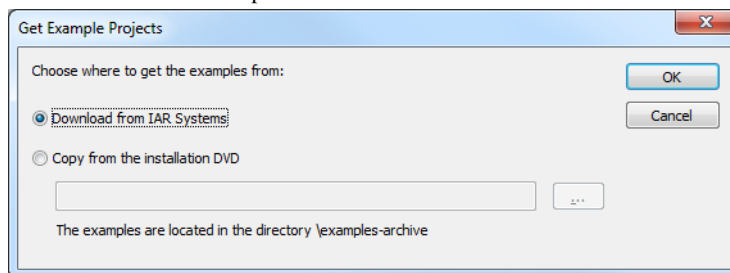 Get Example Projects
Choose where to get the examples from:
OK
Download from IAR Systems
Cancel
Copy from the installation DVD
...
The examples are located in the directory \examples-archive